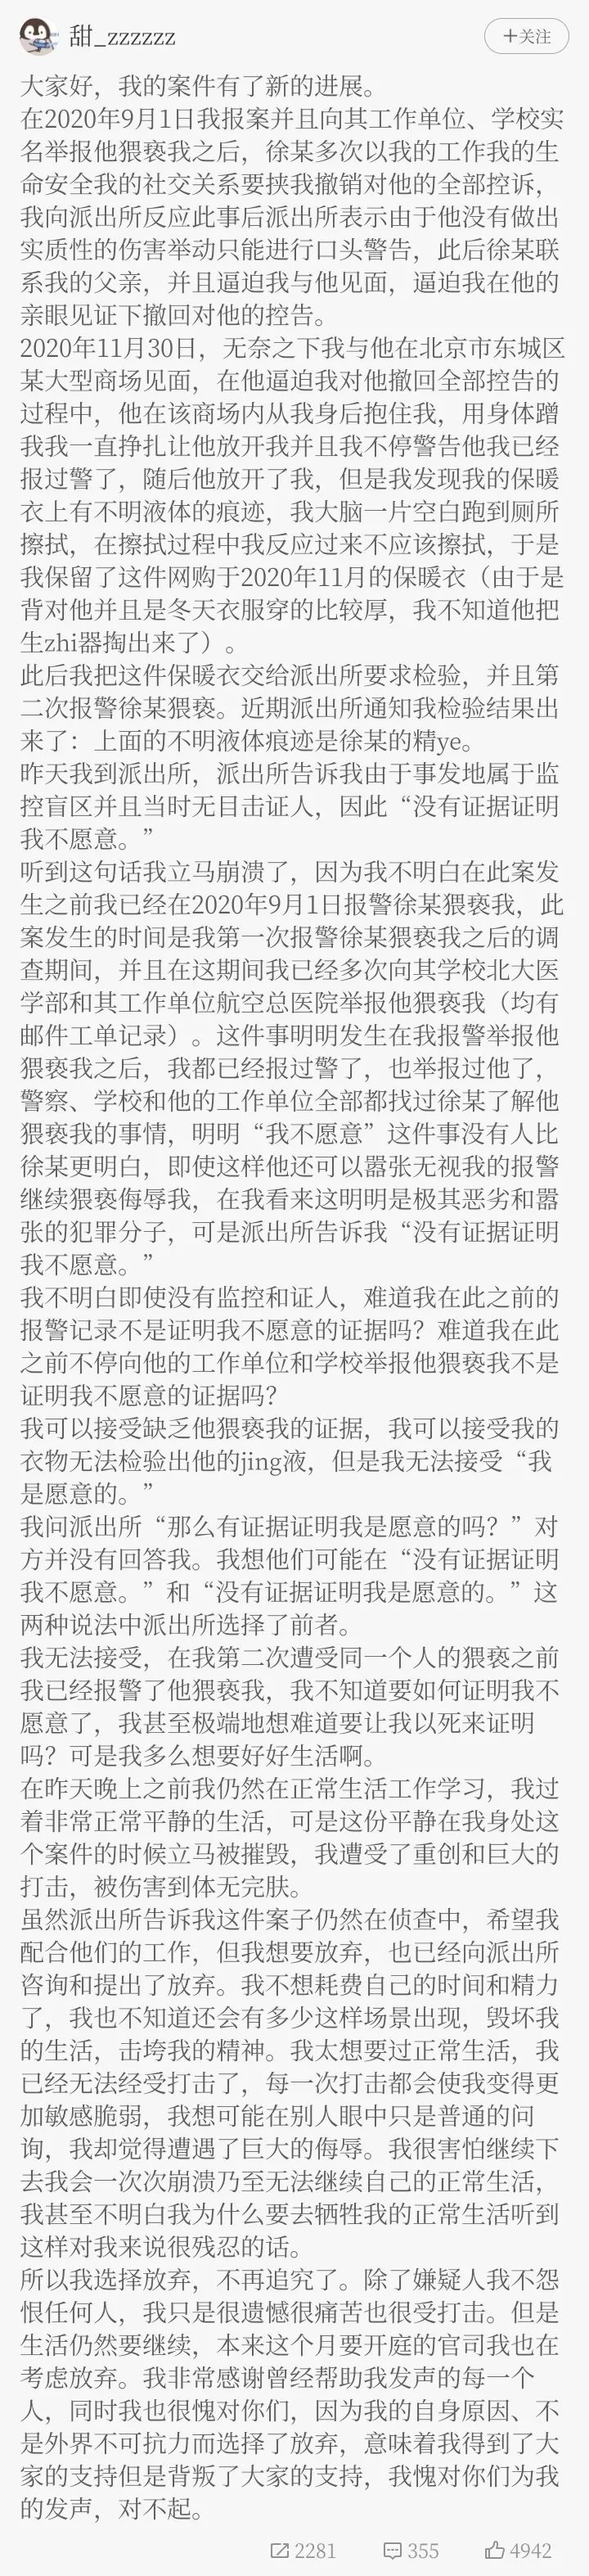 甜_zzzzzz
+关注
大家好，我的案件有了新的进展。
在2020年9月1日我报案并且向其工作单位、学校实
名举报他猥亵我之后，徐某多次以我的工作我的生
命安全我的社交关系要挟我撤销对他的全部控诉，
我向派出所反应此事后派出所表示由于他没有做出
实质性的伤害举动只能进行口头警告，此后徐某联
系我的父亲，并且逼迫我与他见面，逼迫我在他的
亲眼见证下撤回对他的控告。
2020年11月30日，无奈之下我与他在北京市东城区
某大型商场见面，在他逼迫我对他撤回全部控告的
过程中，他在该商场内从我身后抱住我，用身体蹭
我我一直挣扎让他放开我并且我不停警告他我已经
报过警了，随后他放开了我，但是我发现我的保暖
衣上有不明液体的痕迹，我大脑一片空白跑到厕所
擦拭，在擦拭过程中我反应过来不应该擦拭，于是
我保留了这件网购于2020年11月的保暖衣（由于是
背对他并且是冬天衣服穿的比较厚，我不知道他把
生zhi器掏出来了）。
此后我把这件保暖衣交给派出所要求检验，并且第
二次报警徐某猥亵。近期派出所通知我检验结果出
来了：上面的不明液体痕迹是徐某的精ye。
昨天我到派出所，派出所告诉我由于事发地属于监
控盲区并且当时无目击证人，因此“没有证据证明
我不愿意。”
听到这句话我立马崩溃了，因为我不明白在此案发
生之前我已经在2020年9月1日报警徐某猥亵我，此
案发生的时间是我第一次报警徐某猥亵我之后的调
查期间，并且在这期间我已经多次向其学校北大医
学部和其工作单位航空总医院举报他猥亵我（均有
邮件工单记录）。这件事明明发生在我报警举报他
猥亵我之后，我都已经报过警了，也举报过他了，
警察、学校和他的工作单位全部都找过徐某了解他
猥亵我的事情，明明“我不愿意”这件事没有人比
徐某更明白，即使这样他还可以嚣张无视我的报警
继续猥亵侮辱我，在我看来这明明是极其恶劣和嚣
张的犯罪分子，可是派出所告诉我“没有证据证明
我不愿意。”
我不明白即使没有监控和证人，难道我在此之前的
报警记录不是证明我不愿意的证据吗？难道我在此
之前不停向他的工作单位和学校举报他猥亵我不是
证明我不愿意的证据吗？
我可以接受缺乏他猥亵我的证据，我可以接受我的
衣物无法检验出他的jing液，但是我无法接受“我
是愿意的。”
我问派出所“那么有证据证明我是愿意的吗？”对
方并没有回答我。我想他们可能在“没有证据证明
我不愿意。”和“没有证据证明我是愿意的。”这
两种说法中派出所选择了前者。
我无法接受，在我第二次遭受同一个人的猥亵之前
我已经报警了他猥亵我，我不知道要如何证明我不
愿意了，我甚至极端地想难道要让我以死来证明
吗？可是我多么想要好好生活啊。
在昨天晚上之前我仍然在正常生活工作学习，我过
着非常正常平静的生活，可是这份平静在我身处这
个案件的时候立马被摧毁，我遭受了重创和巨大的
打击，被伤害到体无完肤。
虽然派出所告诉我这件案子仍然在侦查中，希望我
配合他们的工作，但我想要放弃，也已经向派出所
咨询和提出了放弃。我不想耗费自己的时间和精力
了，我也不知道还会有多少这样场景出现，毁坏我
的生活，击垮我的精神。我太想要过正常生活，我
已经无法经受打击了，每一次打击都会使我变得更
加敏感脆弱，我想可能在别人眼中只是普通的问
询，我却觉得遭遇了巨大的侮辱。我很害怕继续下
去我会一次次崩溃乃至无法继续自己的正常生活，
我甚至不明白我为什么要去牺牲我的正常生活听到
这样对我来说很残忍的话。
所以我选择放弃，不再追究了。除了嫌疑人我不怨
恨任何人，我只是很遗憾很痛苦也很受打击。但是
生活仍然要继续，本来这个月要开庭的官司我也在
考虑放弃。我非常感谢曾经帮助我发声的每一个
人，同时我也很愧对你们，因为我的自身原因、不
是外界不可抗力而选择了放弃，意味着我得到了大
家的支持但是背叛了大家的支持，我愧对你们为我
的发声，对不起。
2281 355 4942